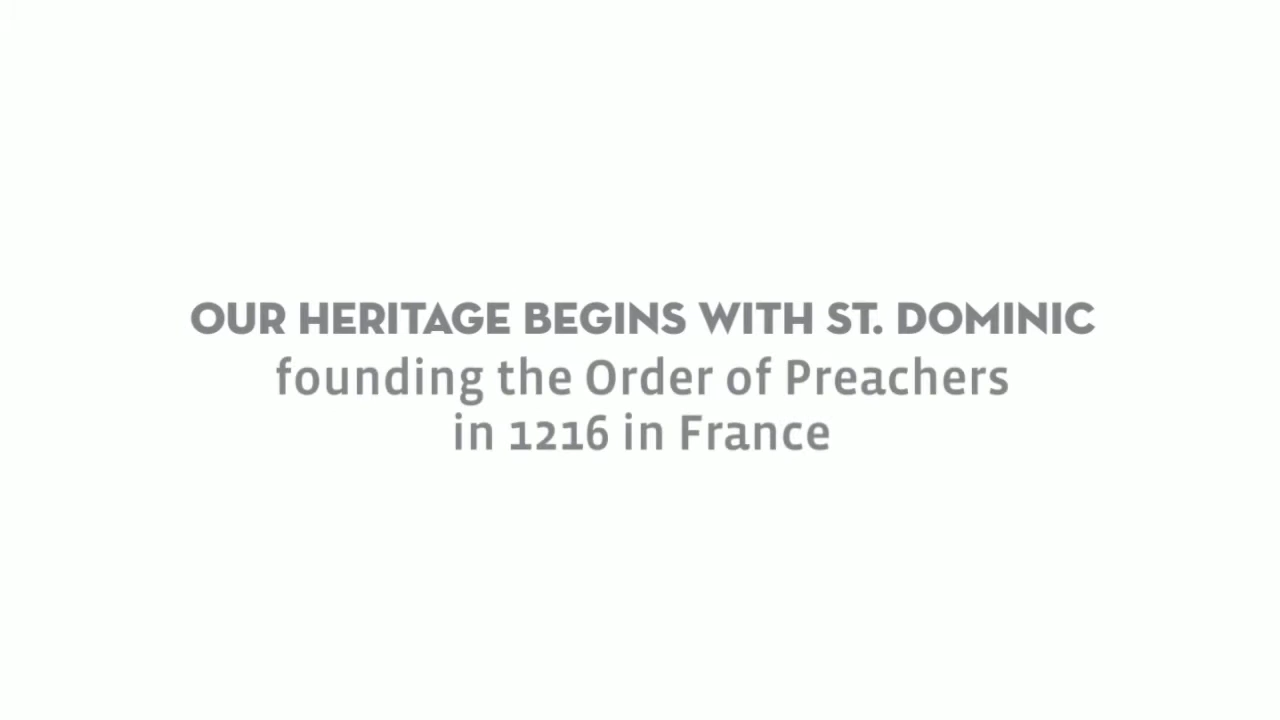 OUR HERITAGE BEGINS WITH ST. DOMINIC
founding the Order of Preachers
in 1216 in France